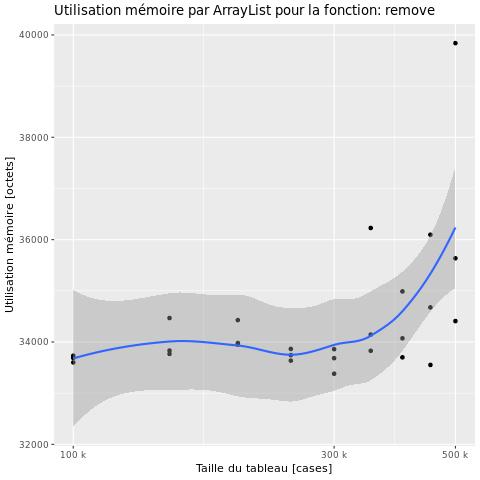 Utilisation mémoire par ArrayList pour la fonction: remove
Utilisation mémoire [octets]
40000
38000
36000
34000
32000
100 k
300 k
500 k
Taille du tableau [cases]